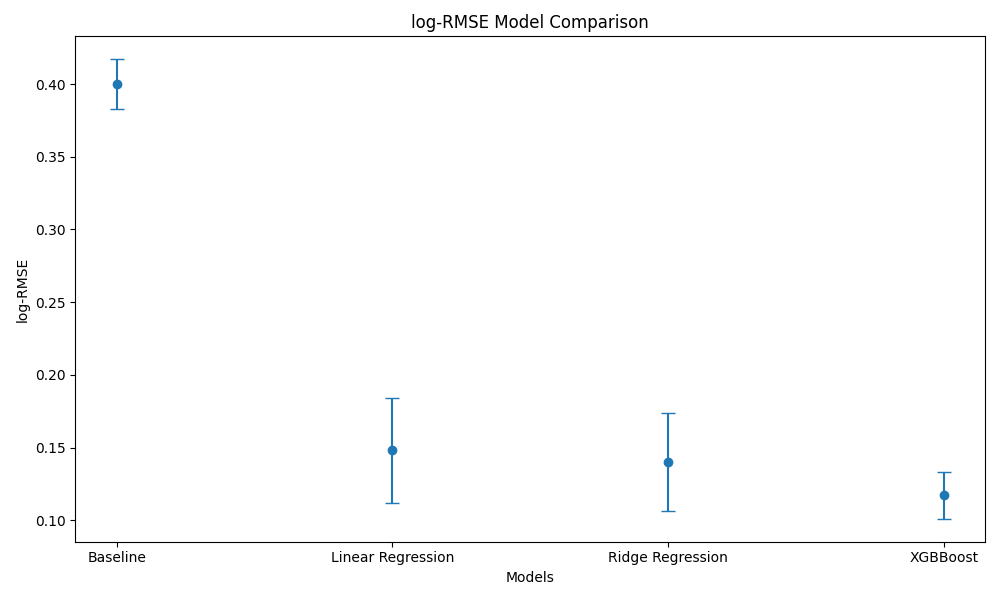 log-RMSE Model Comparison
log-RMSE
0.40
0.35
0.30
0.25
0.20
0.15
0.10
Baseline
Linear Regression
Ridge Regression
XGBBoost
Models